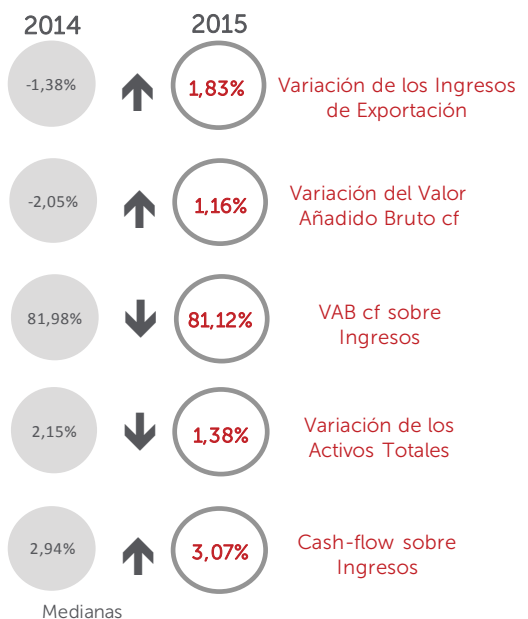 2014 2015
-1,38% 1,83% Variación de los Ingresos
de Exportación
-2,05% 1,16% Variación del Valor
Añadido Bruto cf
81,98% 81,12% VAB cf sobre
Ingresos
2,15% 1,38% Variación de los
Activos Totales
2,94% 3,07% Cash-flow sobre
Ingresos
Medianas